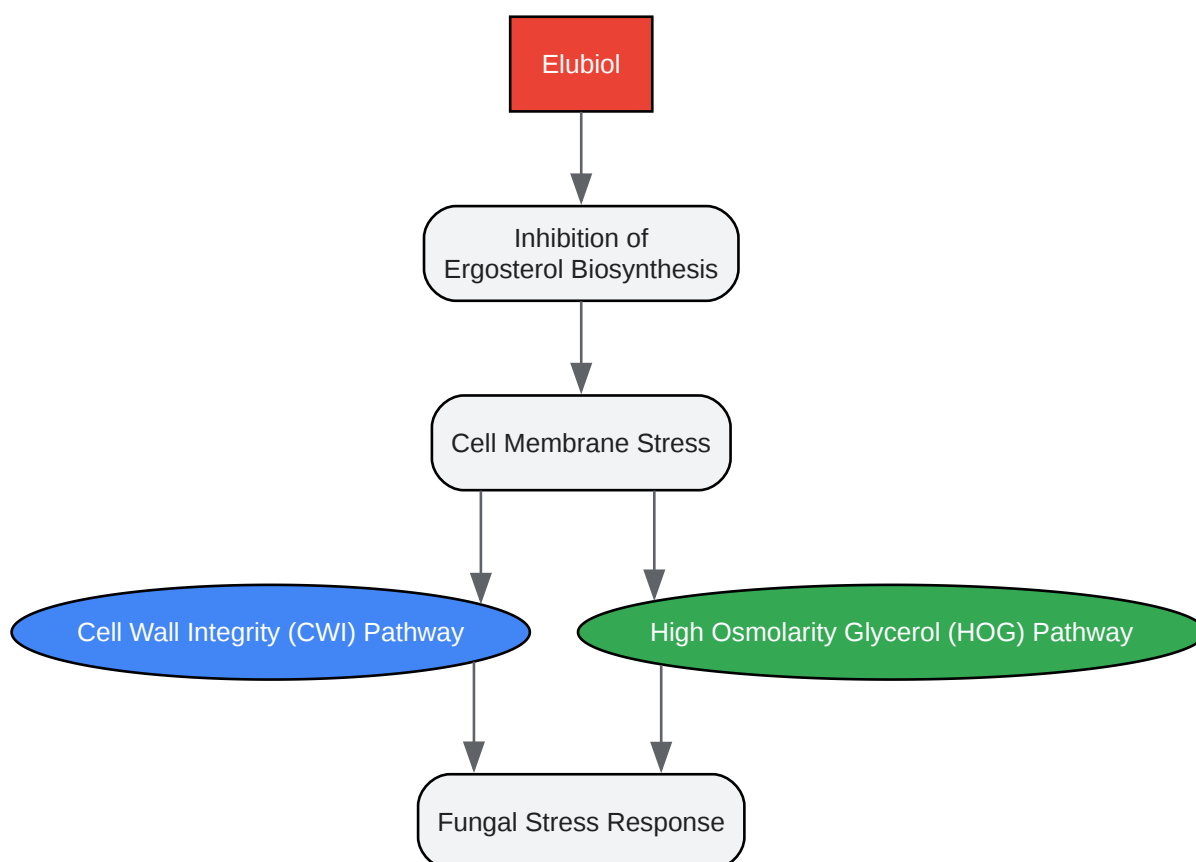 Elubiol
Inhibition of
Ergosterol Biosynthesis
Cell Membrane Stress
Cell Wall Integrity (CWI) Pathway
High Osmolarity Glycerol (HOG) Pathway
Fungal Stress Response